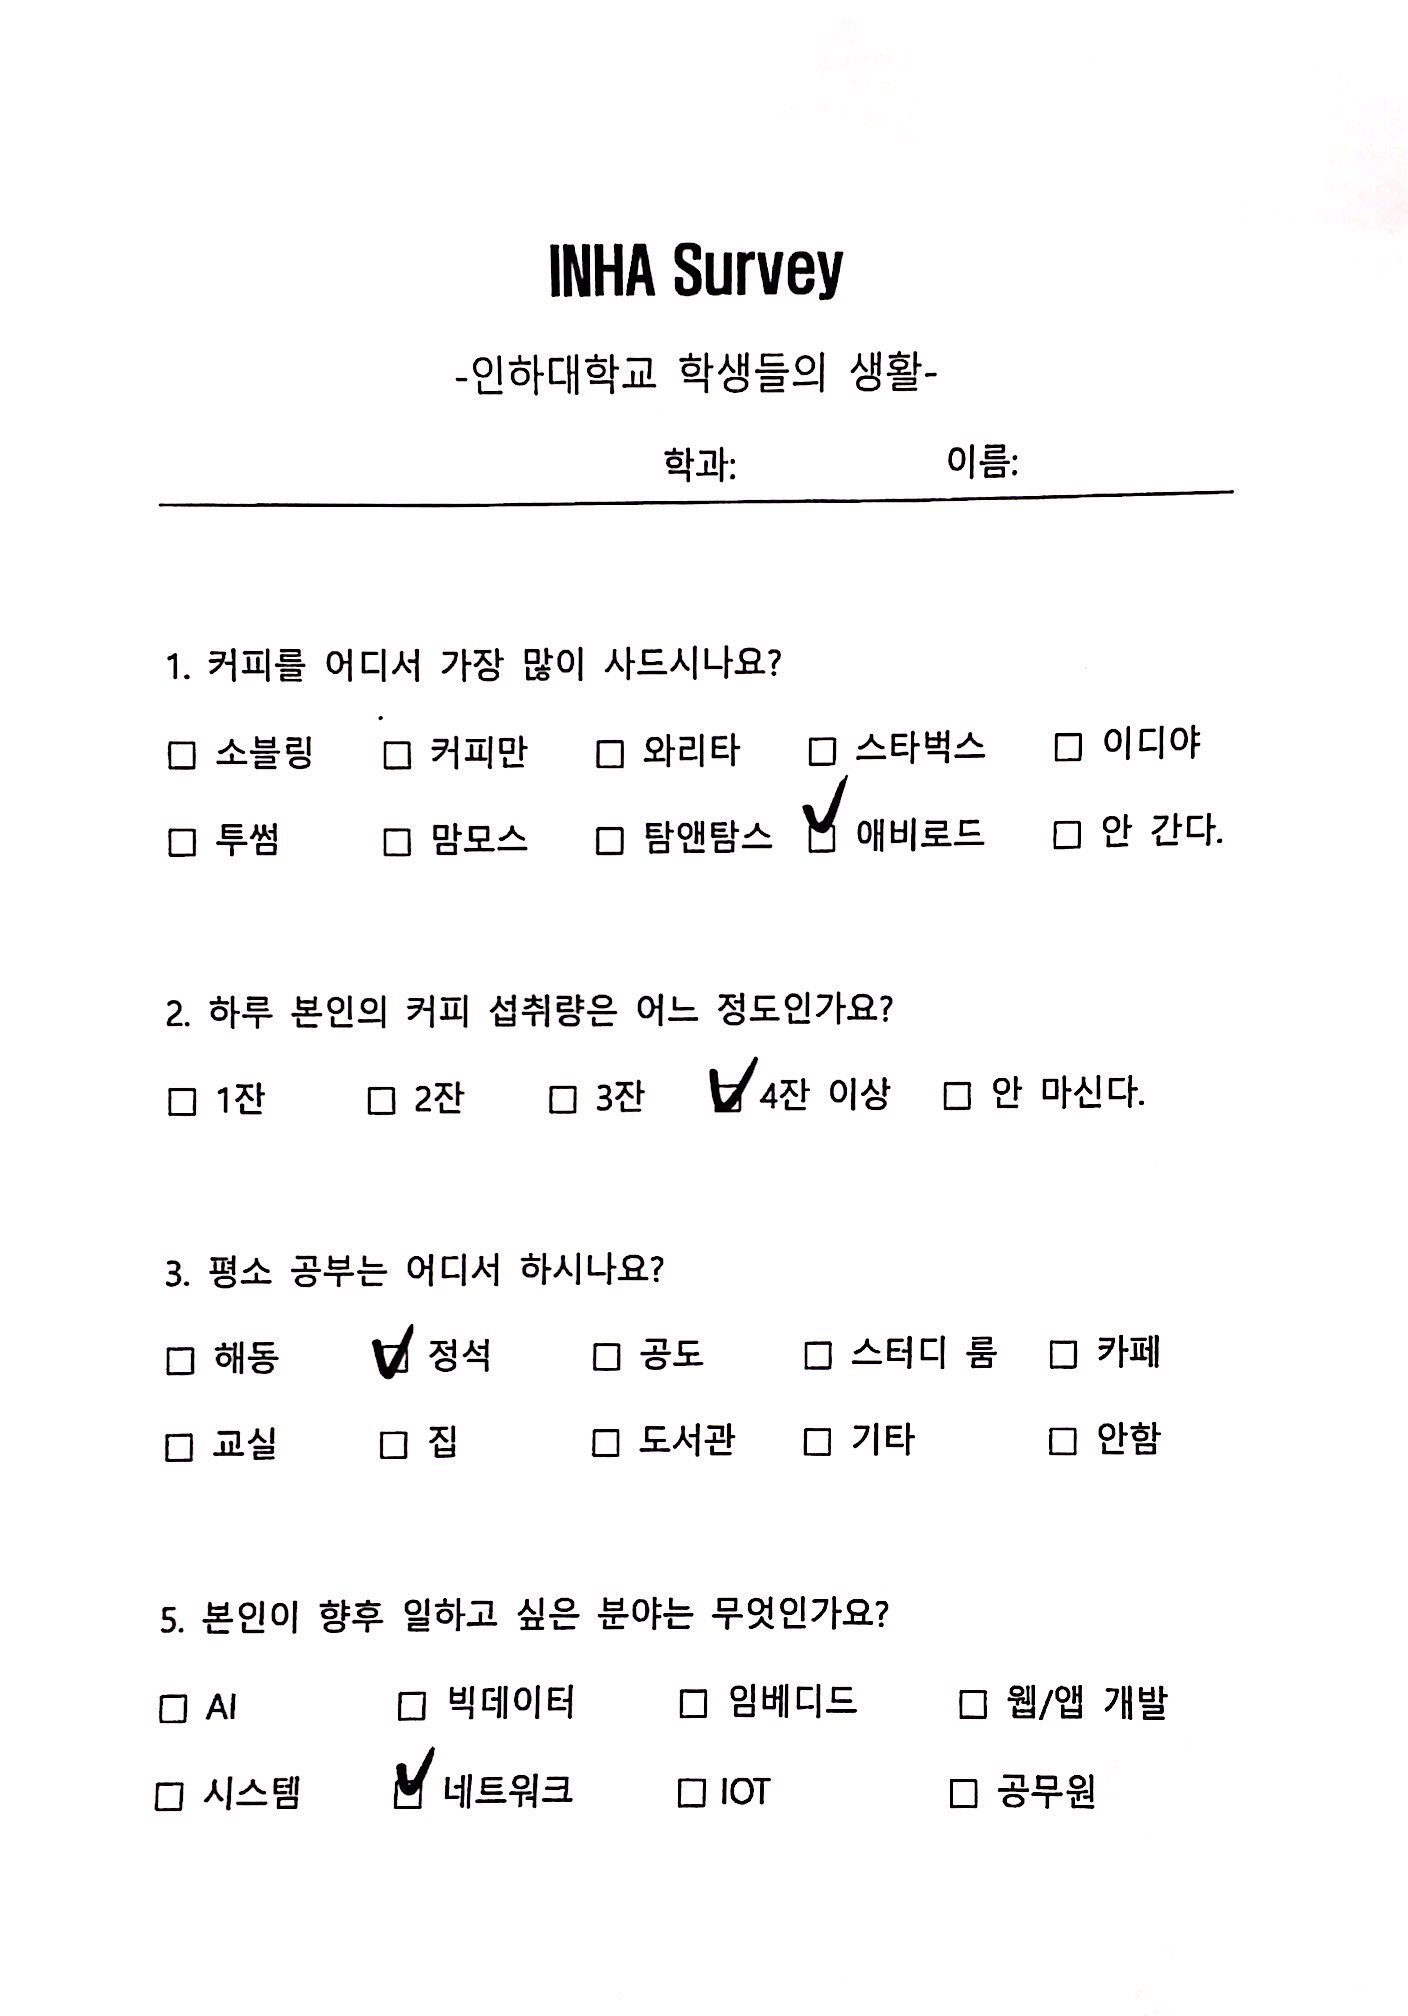 INHA Survey
-인하대학교 학생들의 생활-
학과: 이름:
1. 커피를 어디서 가장 많이 사드시나요?
☐ 소블링 ☐ 커피만 ☐ 와리타 ☐ 스타벅스 ☐ 이디야
☐ 투썸 ☐ 맘모스 ☐ 탐앤탐스 ☑ 애비로드 ☐ 안 간다.
2. 하루 본인의 커피 섭취량은 어느 정도인가요?
☐ 1잔 ☐ 2잔 ☐ 3잔 ☑ 4잔 이상 ☐ 안 마신다.
3. 평소 공부는 어디서 하시나요?
☐ 해동 ☑ 정석 ☐ 공도 ☐ 스터디 룸 ☐ 카페
☐ 교실 ☐ 집 ☐ 도서관 ☐ 기타 ☐ 안함
5. 본인이 향후 일하고 싶은 분야는 무엇인가요?
☐ AI ☐ 빅데이터 ☐ 임베디드 ☐ 웹/앱 개발
☐ 시스템 ☑ 네트워크 ☐ IOT ☐ 공무원